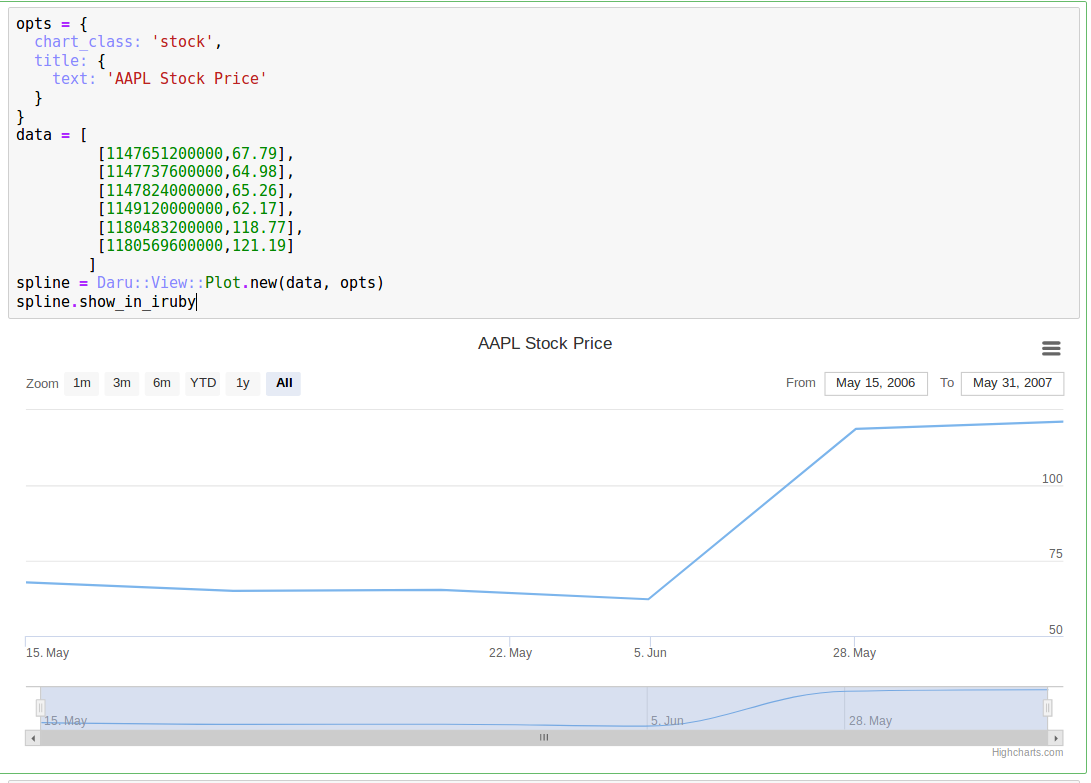 opts = {
  chart_class: 'stock',
  title: {
    text: 'AAPL Stock Price'
  }
}
data = [
         [1147651200000,67.79],
         [1147737600000,64.98],
         [1147824000000,65.26],
         [1149120000000,62.17],
         [1180483200000,118.77],
         [1180569600000,121.19]
        ]
spline = Daru::View::Plot.new(data, opts)
spline.show_in_iruby
AAPL Stock Price
Zoom 1m 3m 6m YTD 1y All From May 15, 2006 To May 31, 2007
100
75
50
15. May 22. May 5. Jun 28. May
15. May 5. Jun 28. May
Highcharts.com